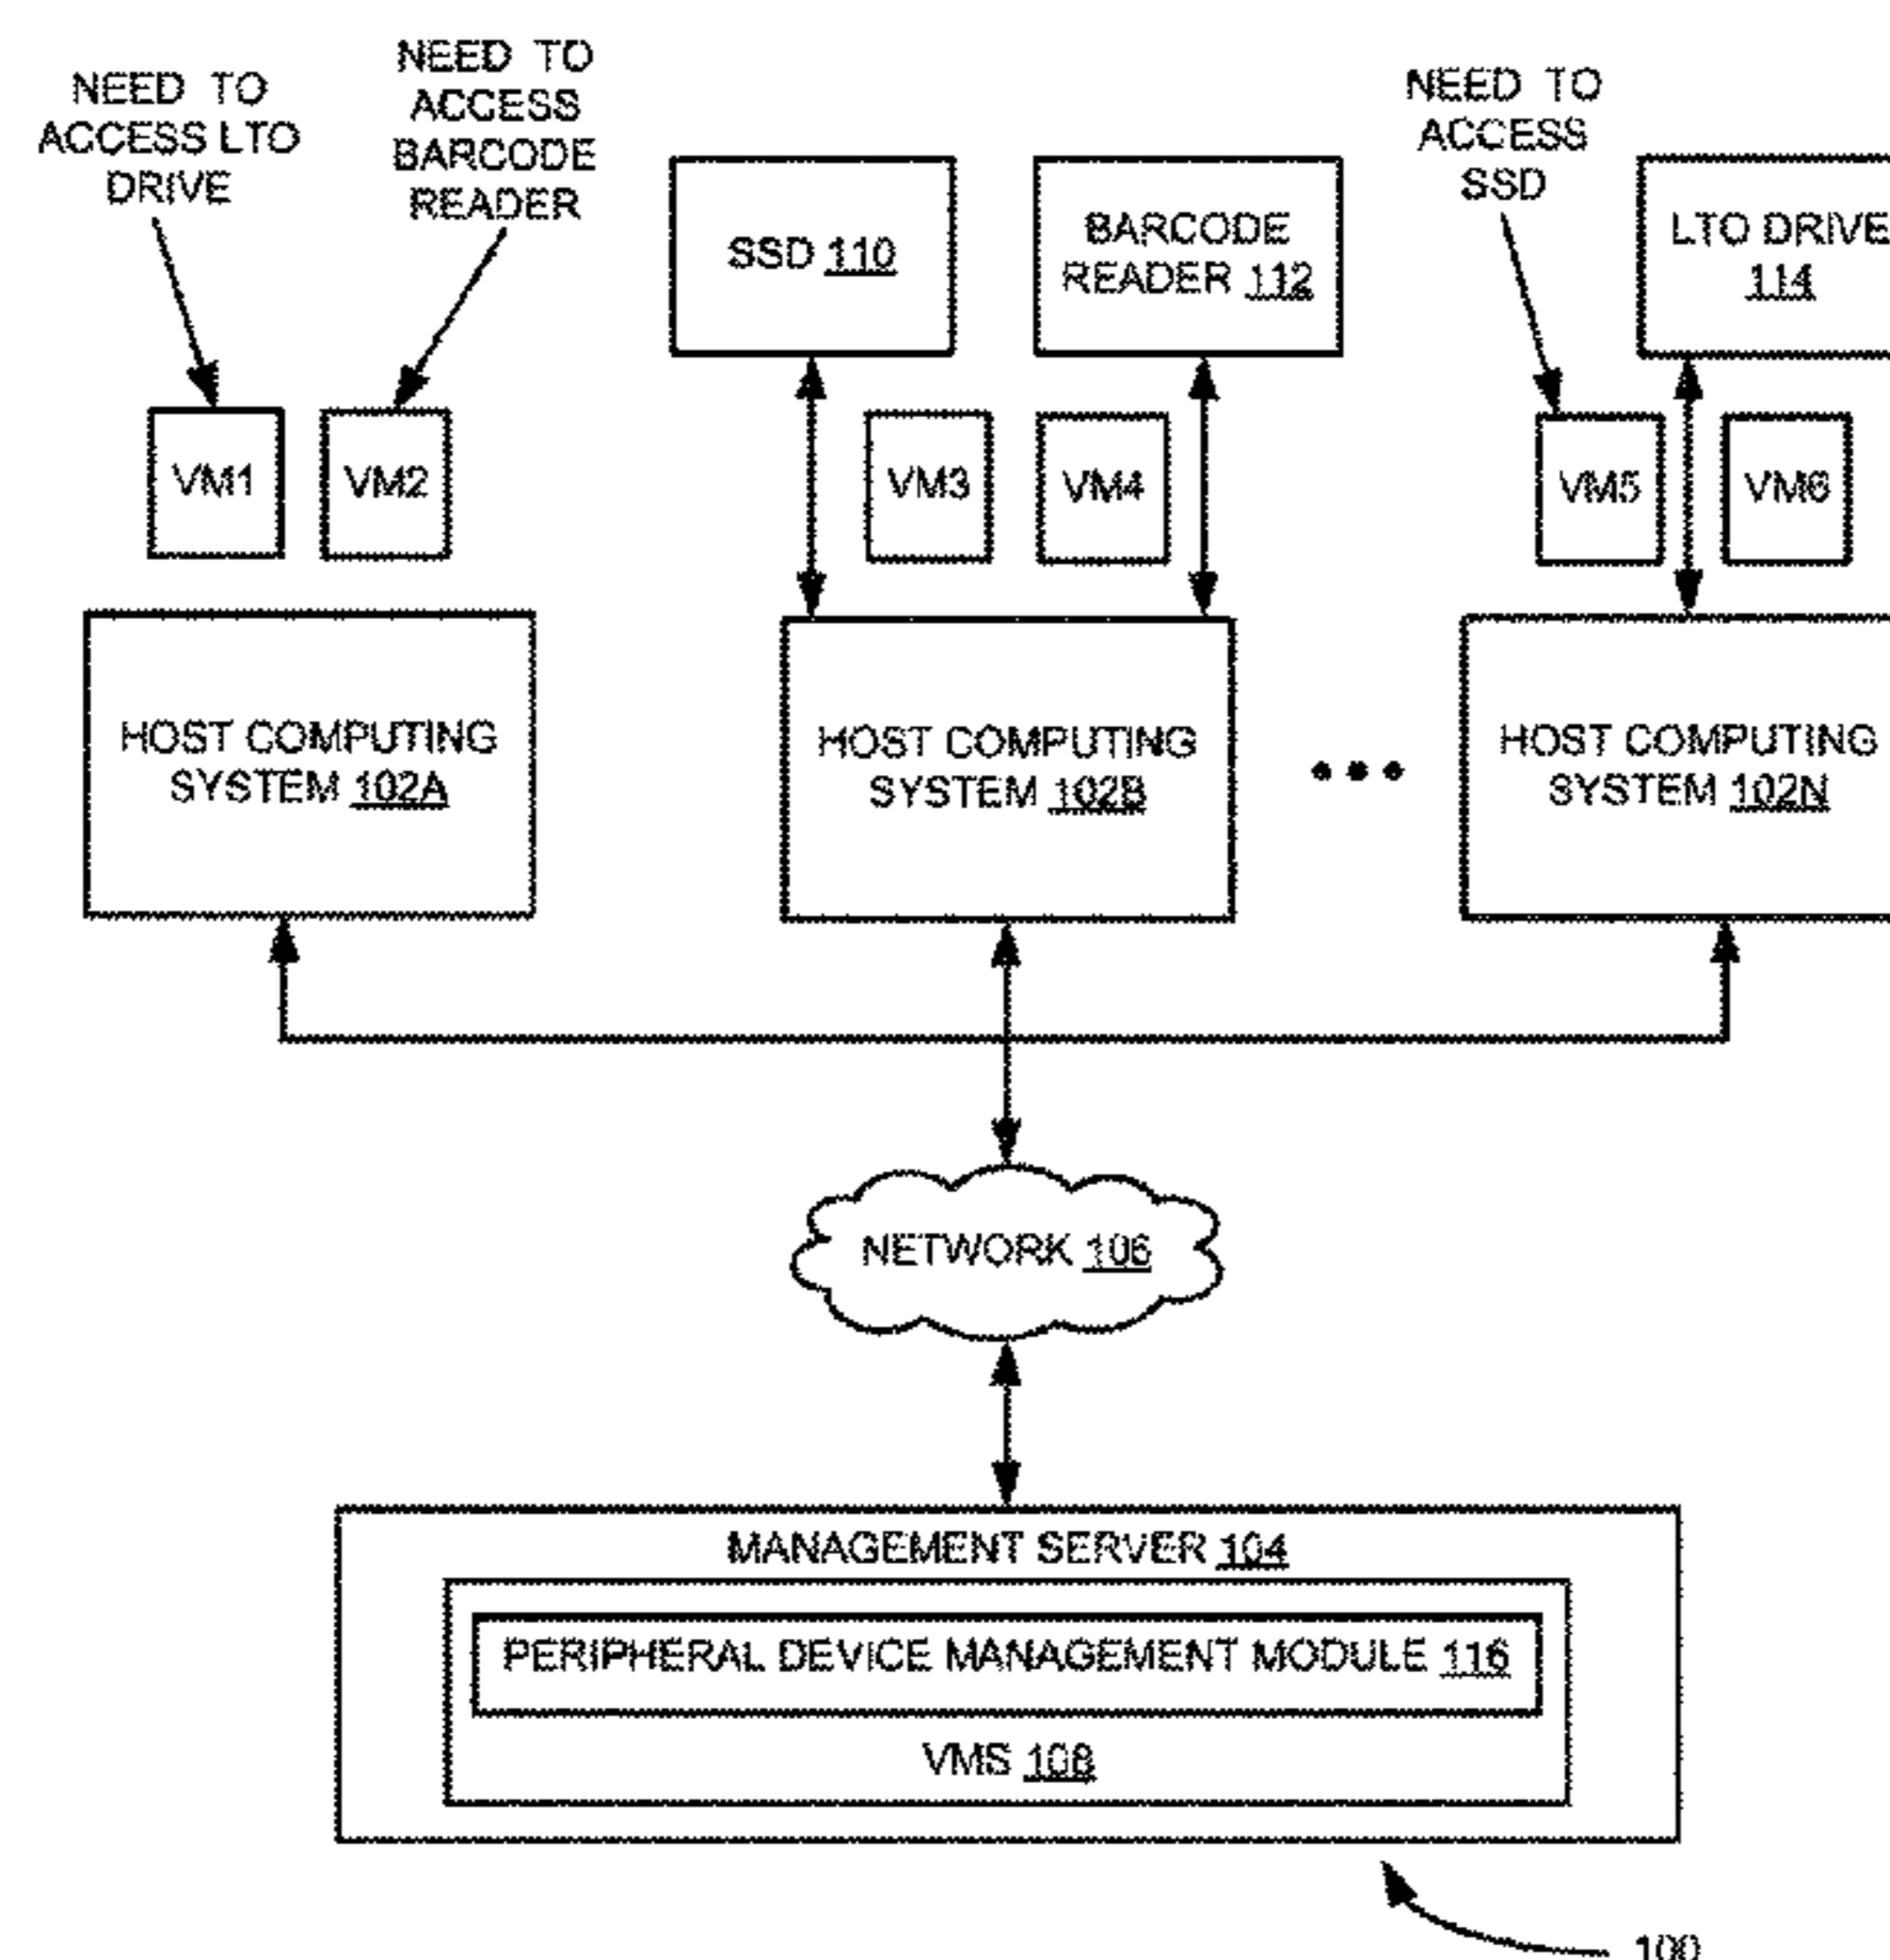 NEED TO
ACCESS LTO
DRIVE
NEED TO
ACCESS
BARCODE
READER
SSD 110
BARCODE
READER 112
NEED TO
ACCESS
SSD
LTO DRIVE
114
VM1
VM2
VM3
VM4
VM5
VM6
HOST COMPUTING
SYSTEM 102A
HOST COMPUTING
SYSTEM 102B
HOST COMPUTING
SYSTEM 102N
NETWORK 106
MANAGEMENT SERVER 104
PERIPHERAL DEVICE MANAGEMENT MODULE 116
VMS 108
100